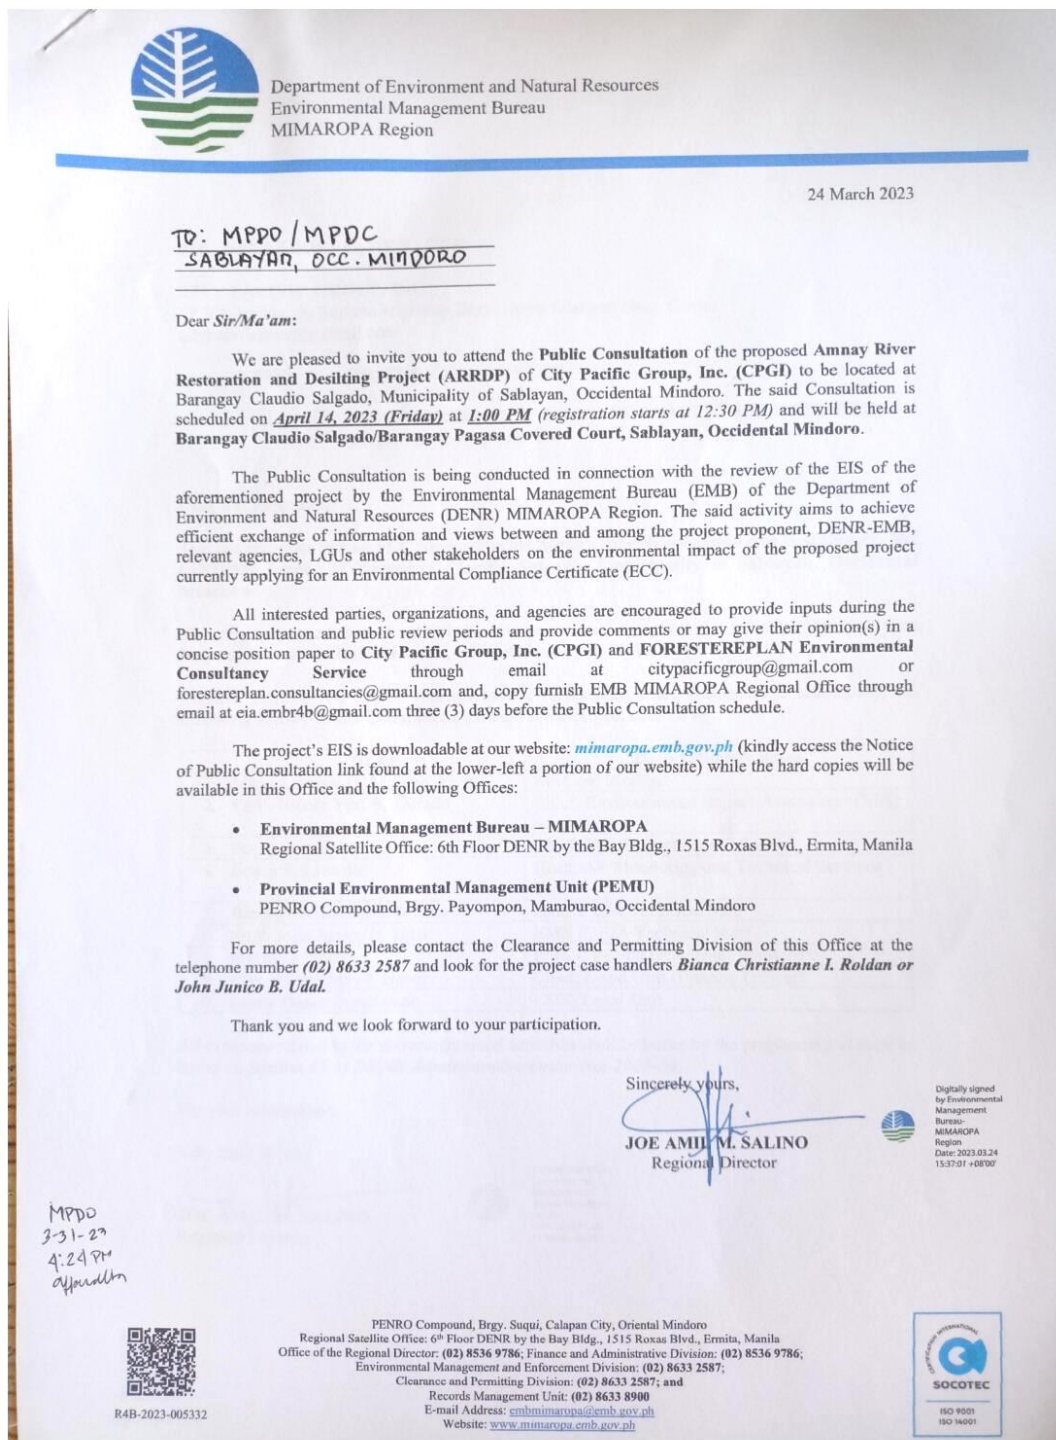 Department of Environment and Natural Resources
Environmental Management Bureau
MIMAROPA Region
24 March 2023
TO: MPDO / MPDC
SABLAYAN, OCC. MINDORO
Dear Sir/Ma'am:
We are pleased to invite you to attend the Public Consultation of the proposed Amnay River
Restoration and Desilting Project (ARRDP) of City Pacific Group, Inc. (CPGI) to be located at
Barangay Claudio Salgado, Municipality of Sablayan, Occidental Mindoro. The said Consultation is
scheduled on April 14, 2023 (Friday) at 1:00 PM (registration starts at 12:30 PM) and will be held at
Barangay Claudio Salgado/Barangay Pagasa Covered Court, Sablayan, Occidental Mindoro.
The Public Consultation is being conducted in connection with the review of the EIS of the
aforementioned project by the Environmental Management Bureau (EMB) of the Department of
Environment and Natural Resources (DENR) MIMAROPA Region. The said activity aims to achieve
efficient exchange of information and views between and among the project proponent, DENR-EMB,
relevant agencies, LGUs and other stakeholders on the environmental impact of the proposed project
currently applying for an Environmental Compliance Certificate (ECC).
All interested parties, organizations, and agencies are encouraged to provide inputs during the
Public Consultation and public review periods and provide comments or may give their opinion(s) in a
concise position paper to City Pacific Group, Inc. (CPGI) and FORESTEREPLAN Environmental
Consultancy Service through email at citypacificgroup@gmail.com or
forestereplan.consultancies@gmail.com and, copy furnish EMB MIMAROPA Regional Office through
email at eia.embr4b@gmail.com three (3) days before the Public Consultation schedule.
The project's EIS is downloadable at our website: mimaropa.emb.gov.ph (kindly access the Notice
of Public Consultation link found at the lower-left a portion of our website) while the hard copies will be
available in this Office and the following Offices:
• Environmental Management Bureau – MIMAROPA
Regional Satellite Office: 6th Floor DENR by the Bay Bldg., 1515 Roxas Blvd., Ermita, Manila
• Provincial Environmental Management Unit (PEMU)
PENRO Compound, Brgy. Payompon, Mamburao, Occidental Mindoro
For more details, please contact the Clearance and Permitting Division of this Office at the
telephone number (02) 8633 2587 and look for the project case handlers Bianca Christianne I. Roldan or
John Junico B. Udal.
Thank you and we look forward to your participation.
Sincerely yours,
JOE AMIL M. SALINO
Regional Director
Digitally signed
by Environmental
Management
Bureau-
MIMAROPA
Region
Date: 2023.03.24
15:37:01 +08'00'
MPDO
3-31-23
4:24 PM
PENRO Compound, Brgy. Suqui, Calapan City, Oriental Mindoro
Regional Satellite Office: 6th Floor DENR by the Bay Bldg., 1515 Roxas Blvd., Ermita, Manila
Office of the Regional Director: (02) 8536 9786; Finance and Administrative Division: (02) 8536 9786;
Environmental Management and Enforcement Division: (02) 8633 2587;
Clearance and Permitting Division: (02) 8633 2587; and
Records Management Unit: (02) 8633 8900
E-mail Address: embmimaropa@emb.gov.ph
Website: www.mimaropa.emb.gov.ph
R4B-2023-005332
CERTIFICATION INTERNATIONAL
SOCOTEC
ISO 9001
ISO 14001